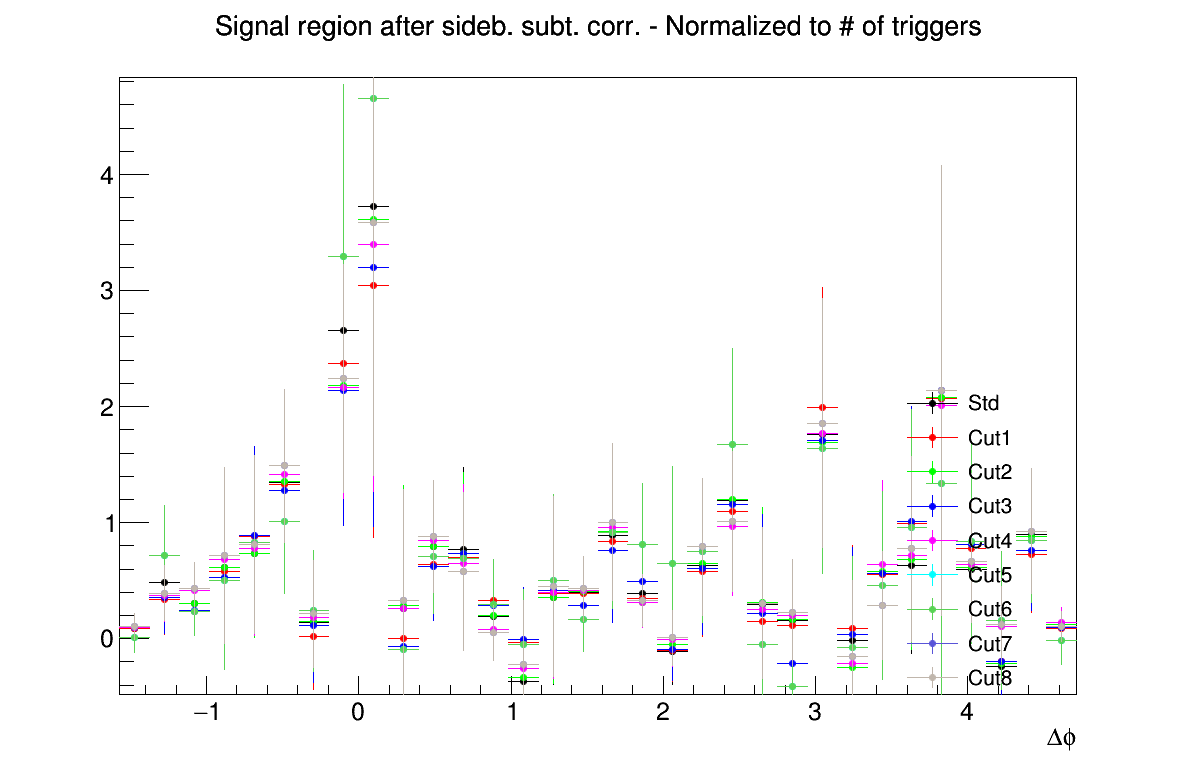 Signal region after sideb. subt. corr. - Normalized to # of triggers
4
3
2
1
0
Std
Cut1
Cut2
Cut3
Cut4
Cut5
Cut6
Cut7
Cut8
−1 0 1 2 3 4
Δϕ